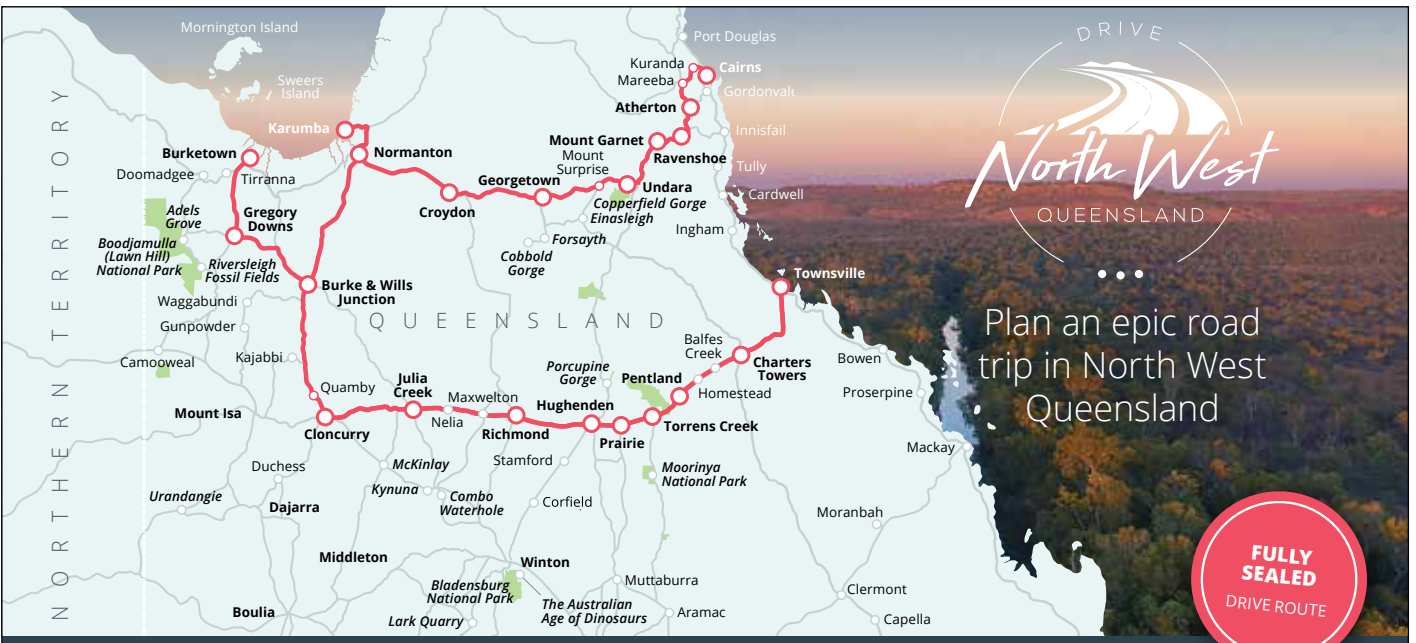 Mornington Island
Sweers
Island
Port Douglas
Kuranda
Cairns
Mareeba
Gordonvale
Atherton
Karumba
Innisfail
Mount Garnet
Burketown
Normanton
Mount
Surprise
Ravenshoe
Tully
Doomadgee
Tirranna
Georgetown
Undara
Cardwell
Croydon
Copperfield Gorge
Einasleigh
Adels
Grove
Gregory
Downs
Ingham
Boodjamulla
(Lawn Hill)
National Park
Forsayth
Cobbold
Gorge
Riversleigh
Fossil Fields
Townsville
Burke & Wills
Junction
Waggabundi
QUEENSLAND
Gunpowder
Balfes
Creek
Camooweal
Kajabbi
Porcupine
Gorge
Charters
Towers
Bowen
Quamby
Julia
Creek
Pentland
Homestead
Proserpine
Maxwelton
Mount Isa
Nelia
Hughenden
Cloncurry
Richmond
Prairie
Torrens Creek
Mackay
Duchess
McKinlay
Stamford
Moorinya
National Park
Urandangie
Kynuna
Combo
Waterhole
Corfield
Dajarra
Moranbah
Middleton
Winton
Bladensburg
National Park
Muttaburra
Clermont
The Australian
Age of Dinosaurs
Boulia
Lark Quarry
Aramac
Capella
NORTHERN TERRITORY
DRIVE
North West
QUEENSLAND
Plan an epic road
trip in North West
Queensland
FULLY
SEALED
DRIVE ROUTE